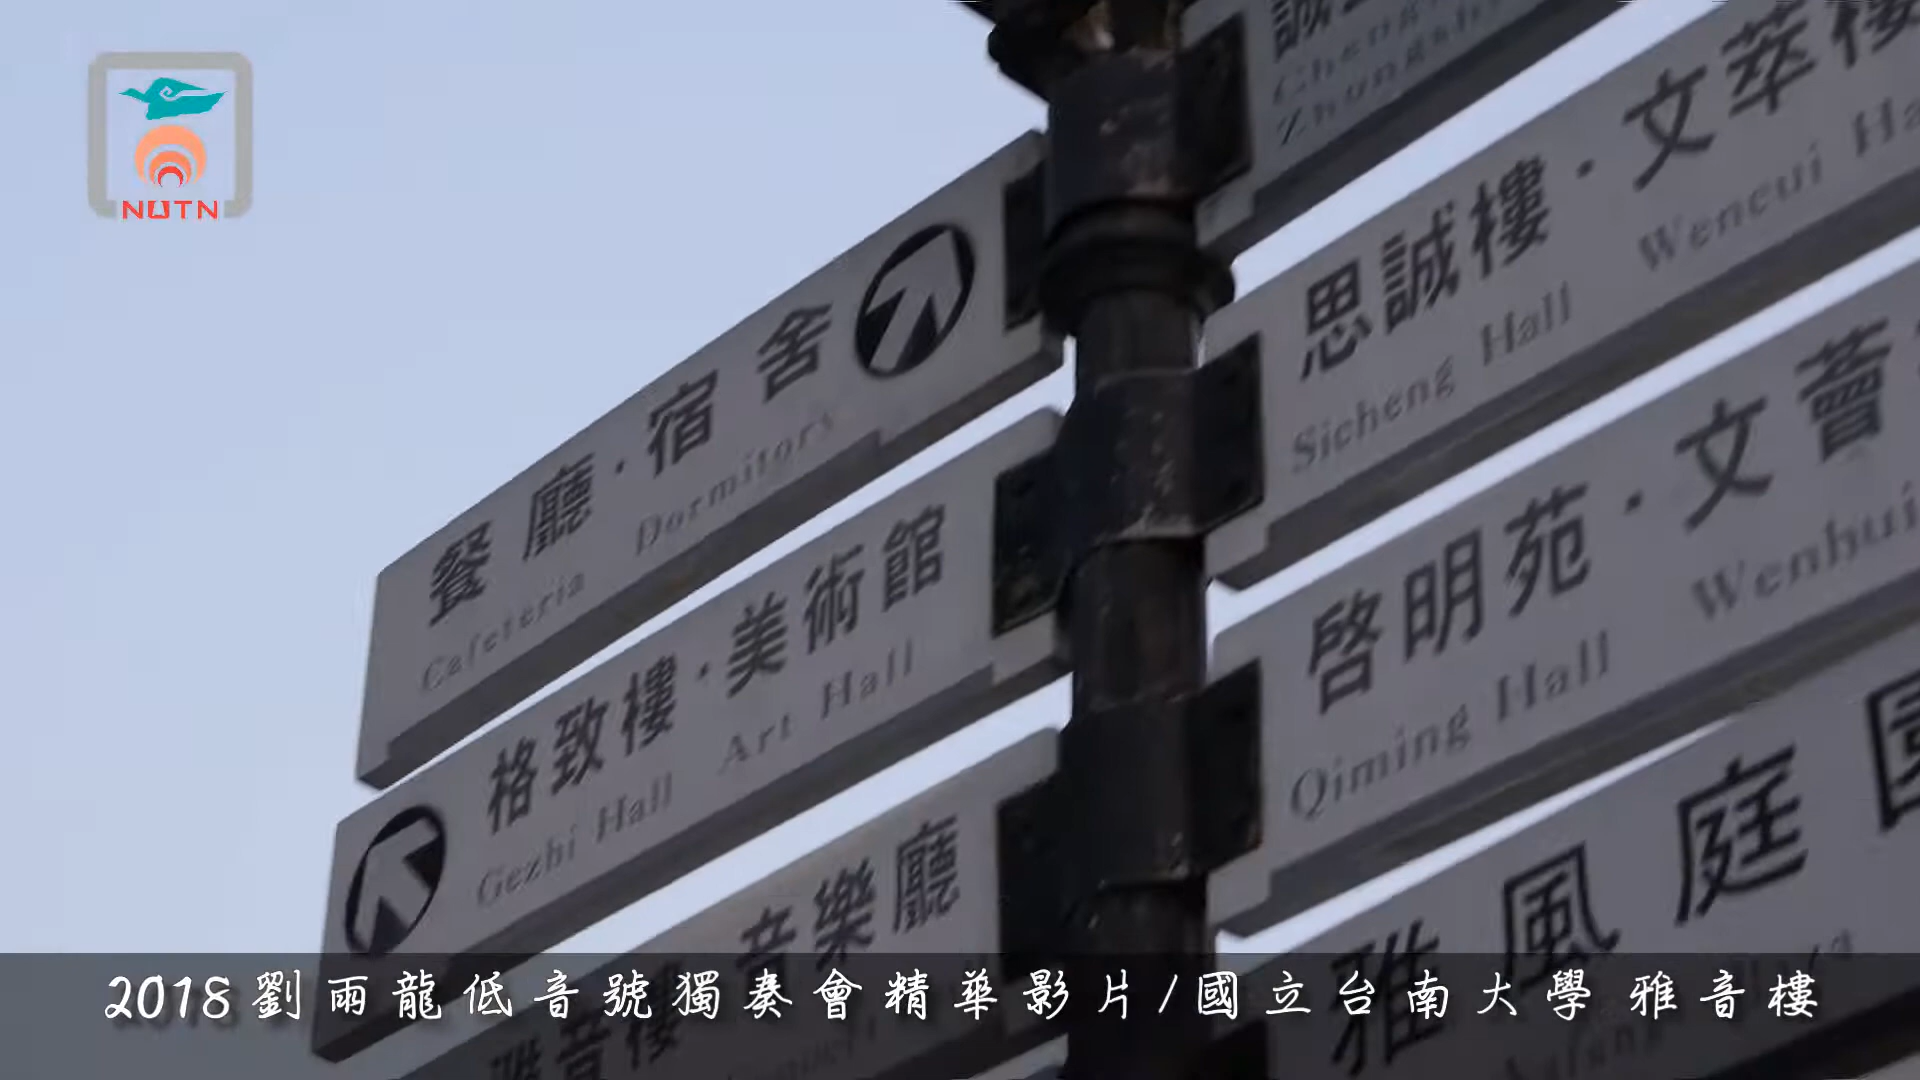 NUTN
餐廳·宿舍
Cafeteria Dormitory
格致樓·美術館
Gezhi Hall Art Hall
音樂廳
雅音樓
思誠樓·文萃樓
Sicheng Hall Wencui
啓明苑·文薈
Qiming Hall Wenhui
雅風庭園
2018劉雨龍低音號獨奏會精華影片/國立台南大學 雅音樓